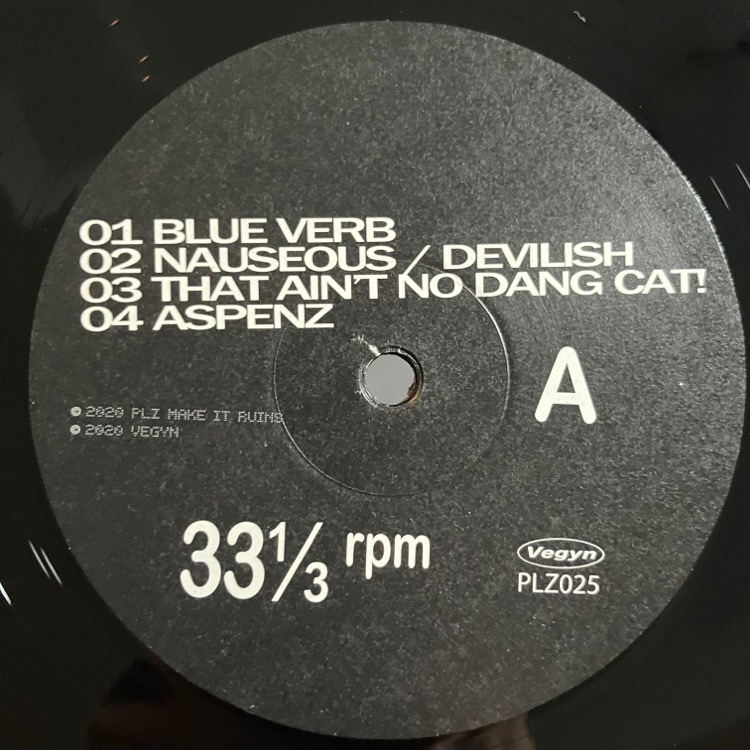 01 BLUE VERB
02 NAUSEOUS / DEVILISH
03 THAT AIN'T NO DANG CAT!
04 ASPENZ
A
© 2020 PLZ MAKE IT RUINS
℗ 2020 VEGYN
33⅓ rpm
Vegyn
PLZ025